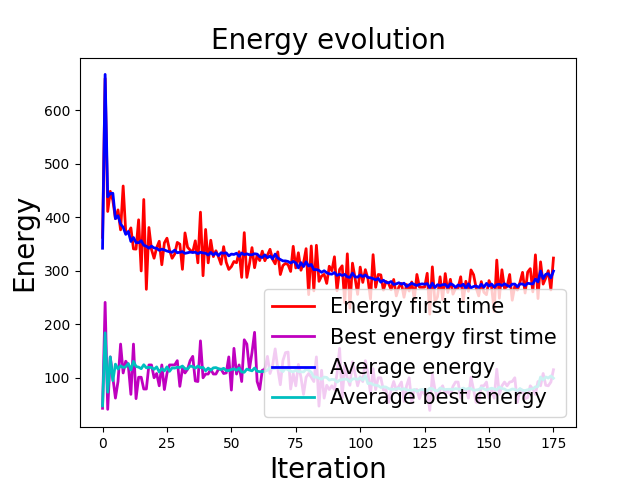 Energy evolution
Energy
600
500
400
300
200
100
0
25
50
75
100
125
150
175
Iteration
Energy first time
Best energy first time
Average energy
Average best energy